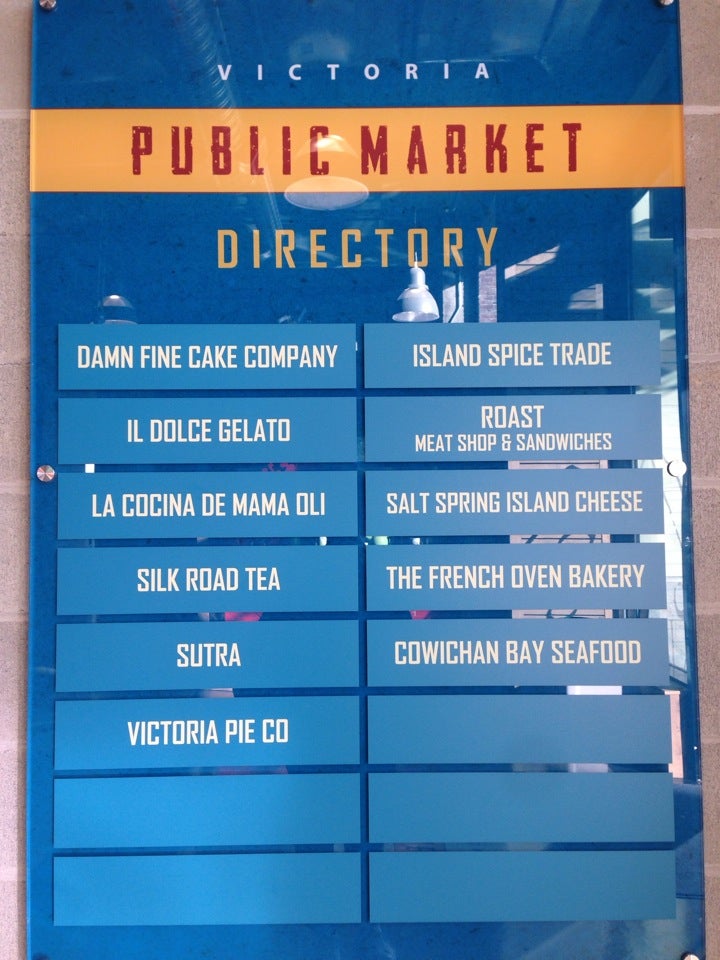 VICTORIA
PUBLIC MARKET
DIRECTORY
DAMN FINE CAKE COMPANY
IL DOLCE GELATO
LA COCINA DE MAMA OLI
SILK ROAD TEA
SUTRA
VICTORIA PIE CO
ISLAND SPICE TRADE
ROAST
MEAT SHOP & SANDWICHES
SALT SPRING ISLAND CHEESE
THE FRENCH OVEN BAKERY
COWICHAN BAY SEAFOOD